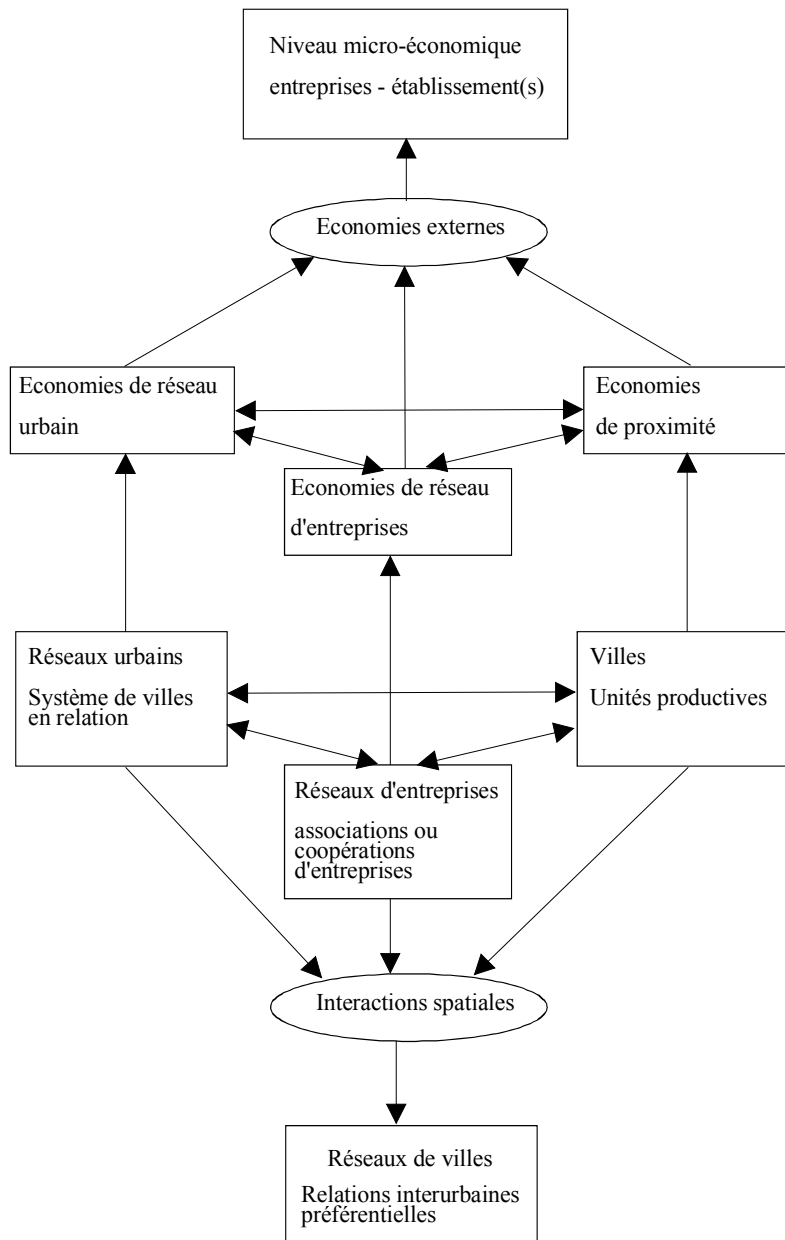 Niveau micro-économique
entreprises - établissement(s)
Economies externes
Economies de réseau
urbain
Economies
de proximité
Economies de réseau
d'entreprises
Réseaux urbains
Système de villes
en relation
Villes
Unités productives
Réseaux d'entreprises
associations ou
coopérations
d'entreprises
Interactions spatiales
Réseaux de villes
Relations interurbaines
préférentielles